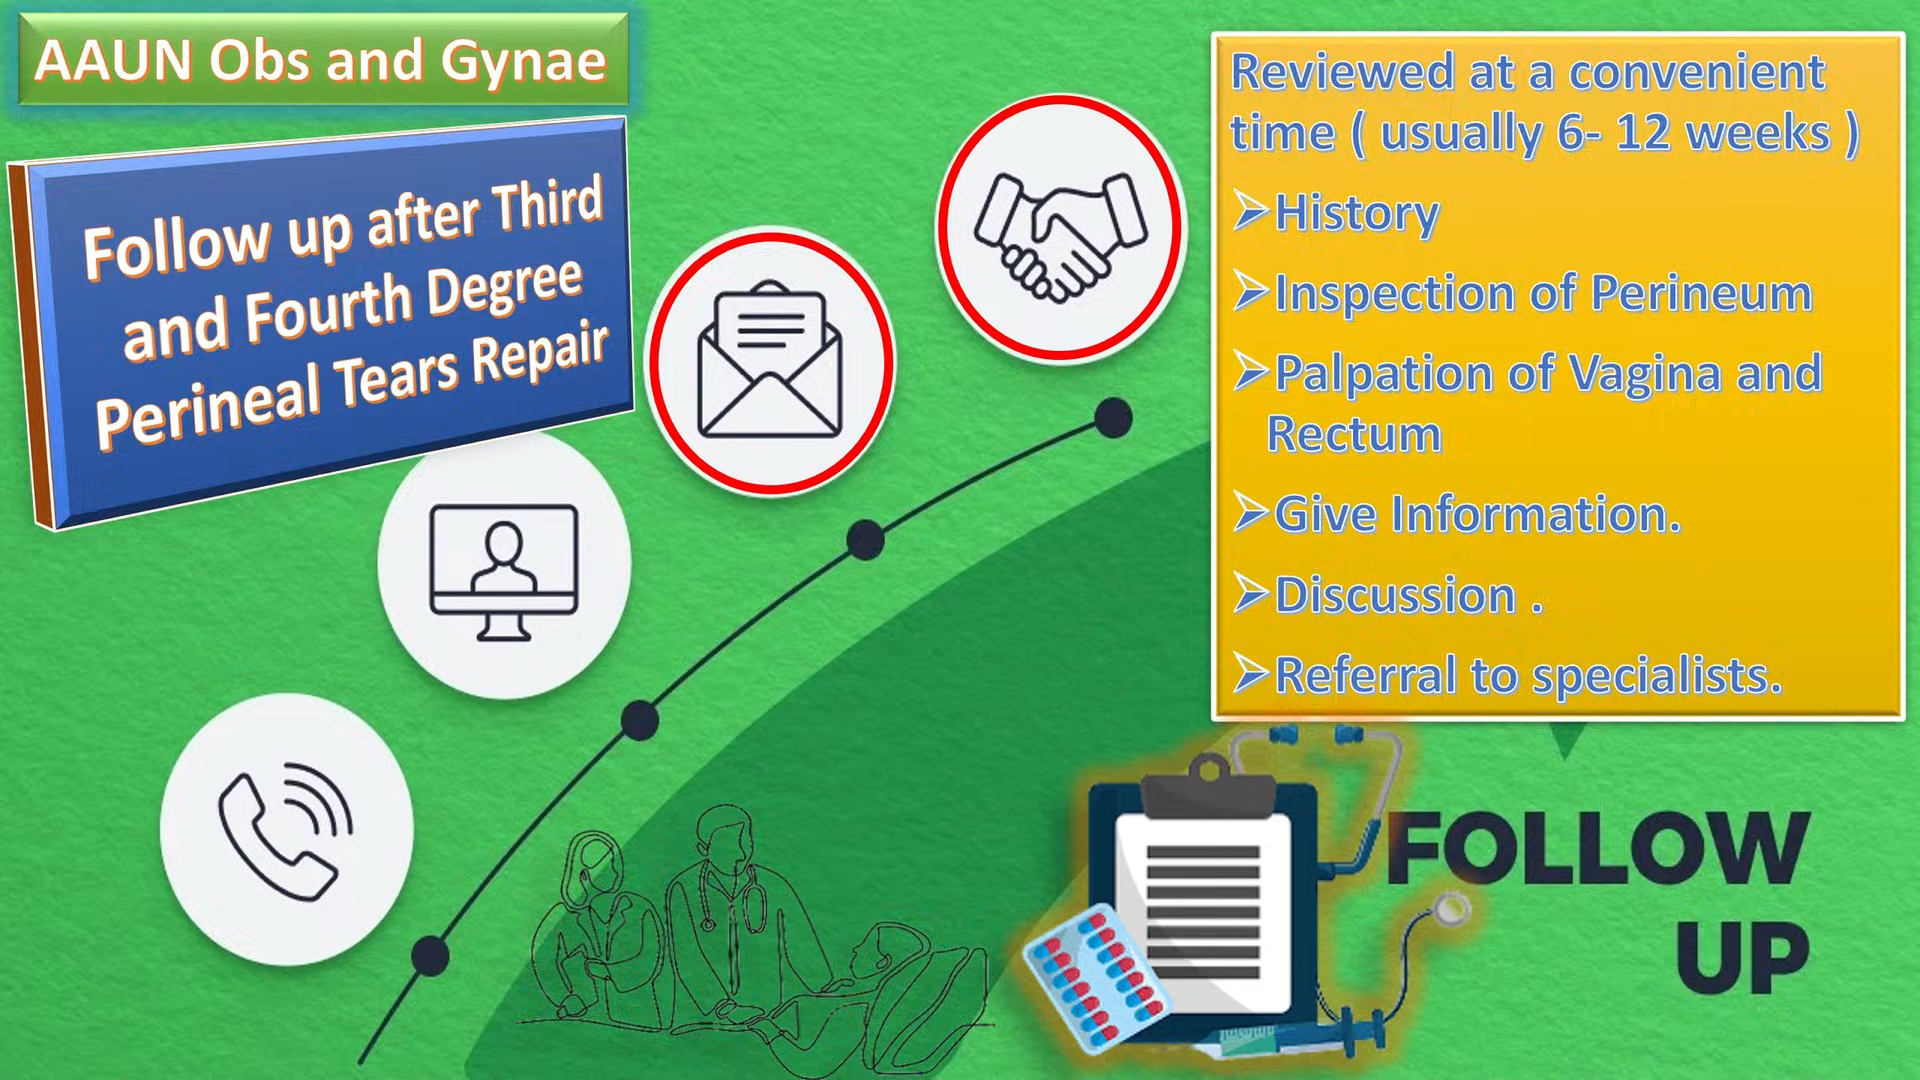 AAUN Obs and Gynae
Follow up after Third
and Fourth Degree
Perineal Tears Repair
Reviewed at a convenient
time ( usually 6- 12 weeks )
➢History
➢Inspection of Perineum
➢Palpation of Vagina and
Rectum
➢Give Information.
➢Discussion .
➢Referral to specialists.
FOLLOW
UP